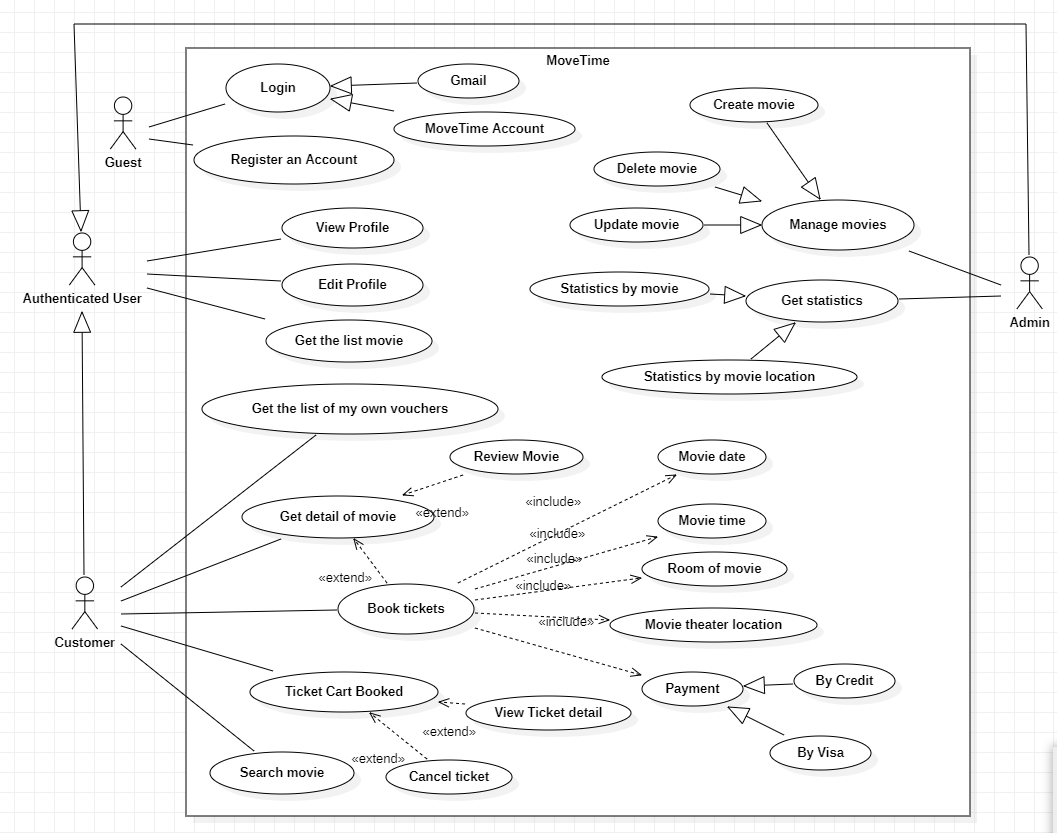 MoveTime
Login
Gmail
MoveTime Account
Register an Account
Guest
Create movie
Delete movie
Update movie
Manage movies
View Profile
Edit Profile
Get the list movie
Authenticated User
Statistics by movie
Get statistics
Statistics by movie location
Admin
Get the list of my own vouchers
Review Movie
Movie date
«include»
Get detail of movie
«extend»
Movie time
«include»
«include»
Room of movie
«extend»
«include»
Book tickets
«include»
Movie theater location
Customer
Ticket Cart Booked
Payment
By Credit
View Ticket detail
«extend»
By Visa
«extend»
Search movie
Cancel ticket